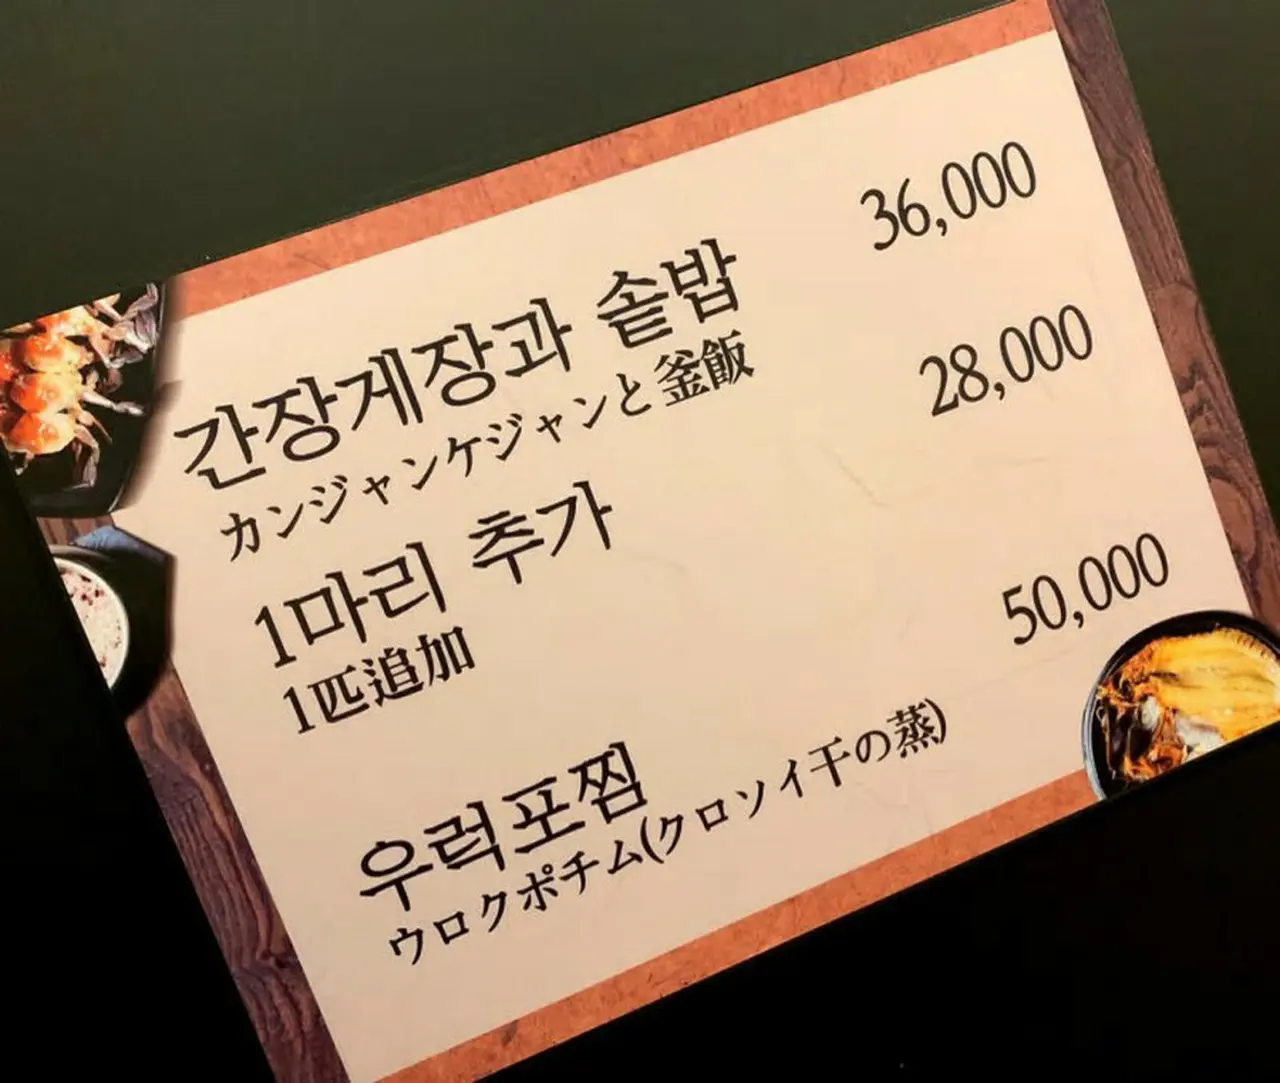 간장게장과 솥밥 36,000
カンジャンケジャンと釜飯
1마리 추가 28,000
1匹追加
우럭포찜 50,000
ウロクポチム(クロソイ干の蒸)